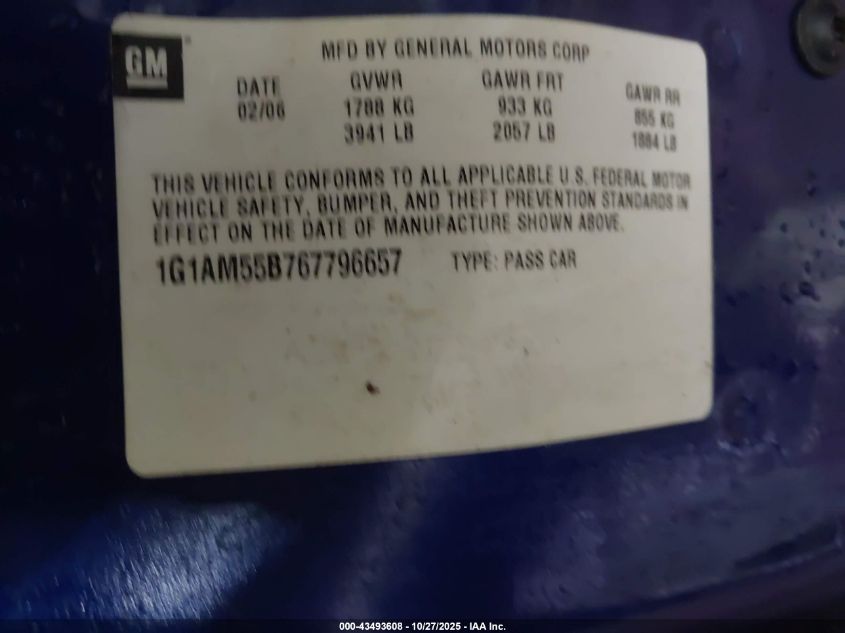 GM
MFD BY GENERAL MOTORS CORP
DATE GVWR GAWR FRT GAWR RR
02/06 1788 KG 933 KG 855 KG
3941 LB 2057 LB 1884 LB
THIS VEHICLE CONFORMS TO ALL APPLICABLE U.S. FEDERAL MOTOR
VEHICLE SAFETY, BUMPER, AND THEFT PREVENTION STANDARDS IN
EFFECT ON THE DATE OF MANUFACTURE SHOWN ABOVE.
1G1AM55B767796657 TYPE: PASS CAR
000-43493608 - 10/27/2025 - IAA Inc.